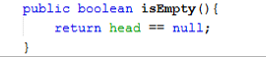 public boolean isEmpty(){
return head == null;
}